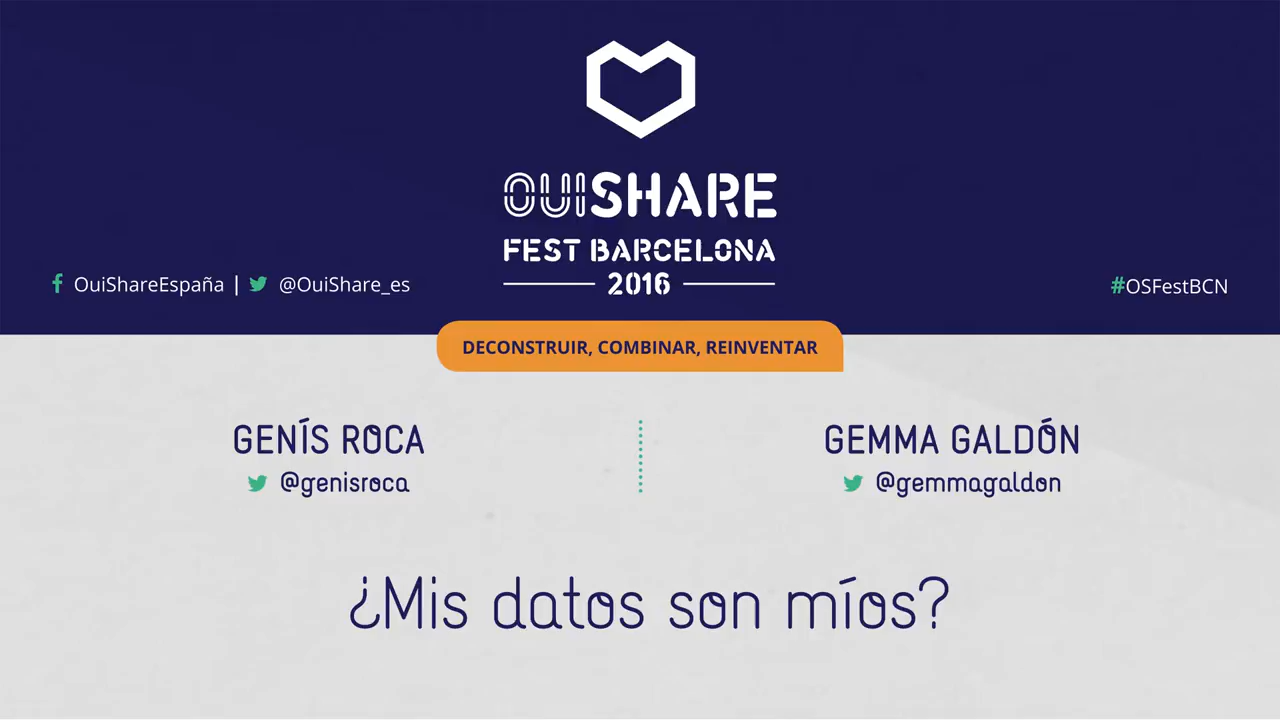 OUISHARE
FEST BARCELONA
2016
OuiShareEspaña | @OuiShare_es
#OSFestBCN
DECONSTRUIR, COMBINAR, REINVENTAR
GENÍS ROCA
@genisroca
GEMMA GALDÓN
@gemmagaldon
¿Mis datos son míos?